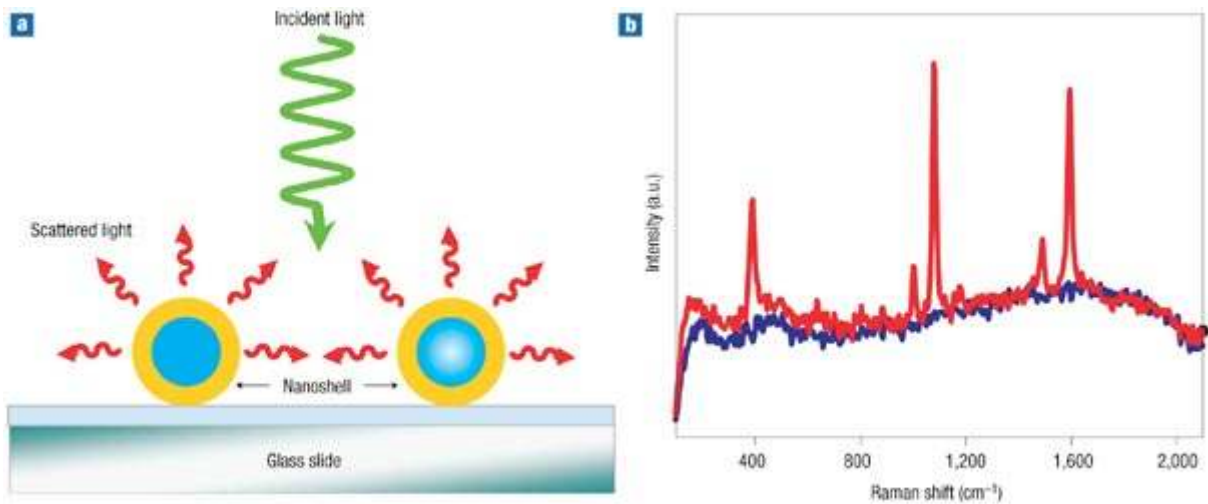 a
Incident light
Scattered light
Nanoshell
Glass slide
b
Intensity (a.u.)
400 800 1,200 1,600 2,000
Raman shift (cm⁻¹)